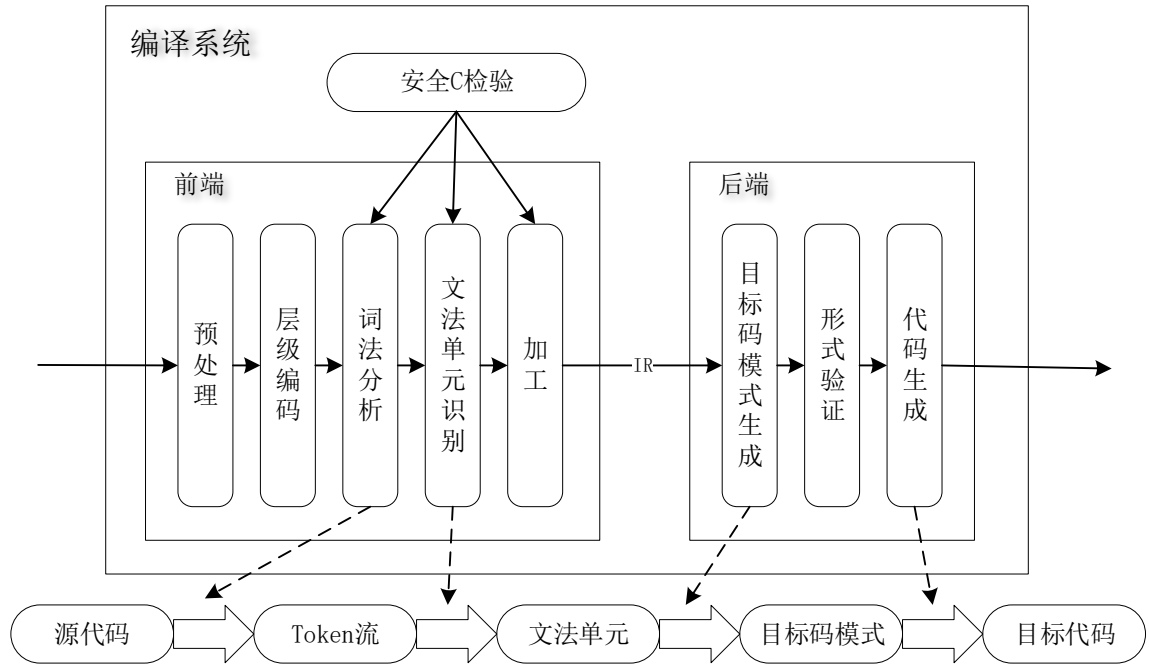 编译系统
安全C检验
前端
后端
预处理
层级编码
词法分析
文法单元识别
加工
IR
目标码模式生成
形式验证
代码生成
源代码
Token流
文法单元
目标码模式
目标代码